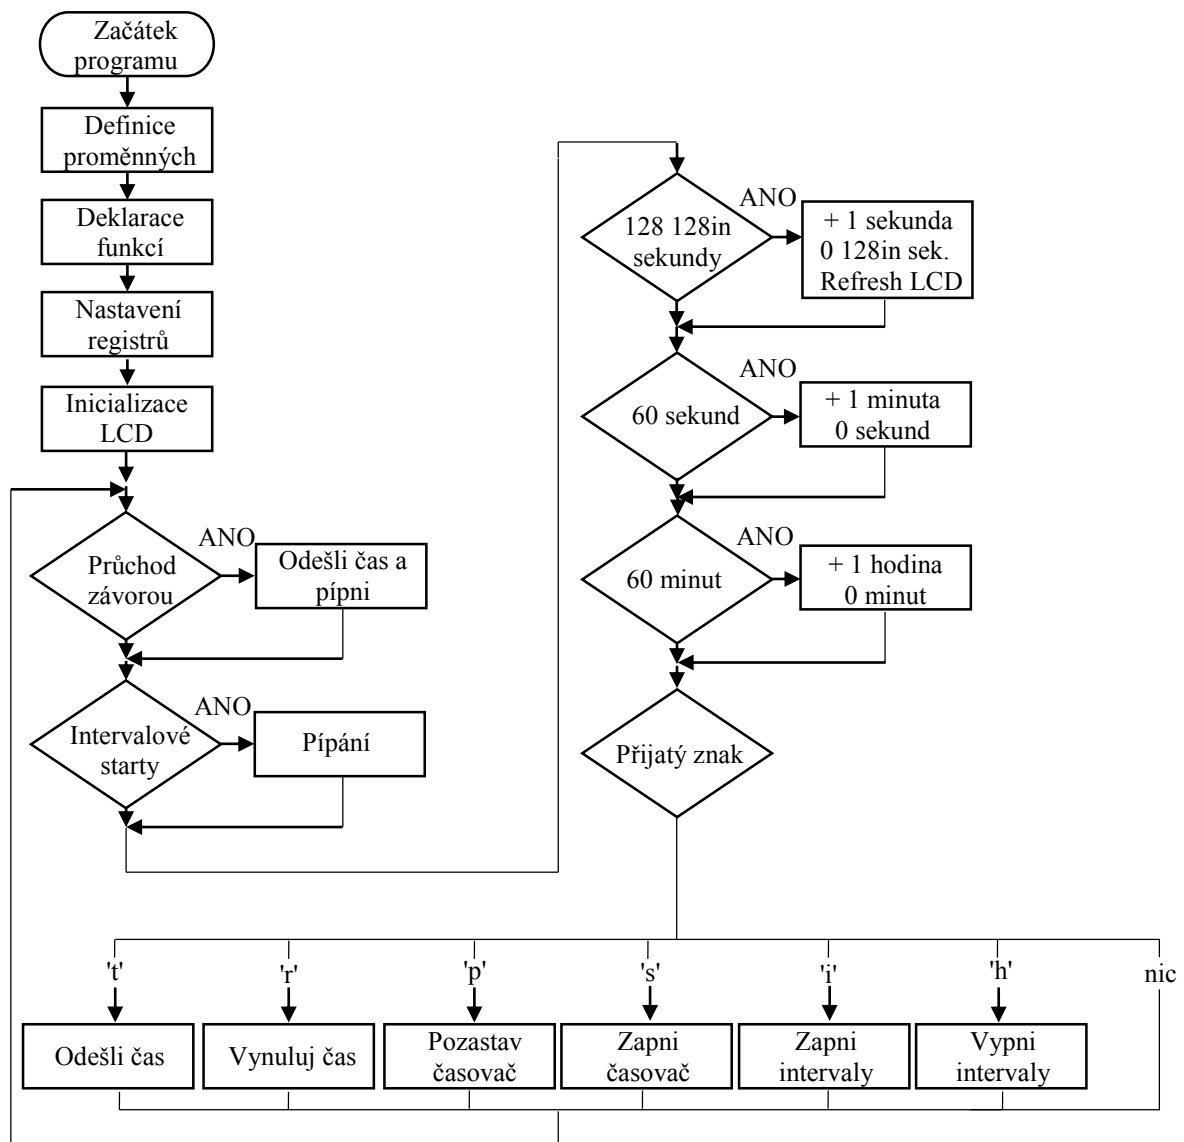 Začátek
programu
Definice
proměnných
Deklarace
funkcí
Nastavení
registrů
Inicializace
LCD
Průchod
závorou
ANO
Odešli čas a
pípni
Intervalové
starty
ANO
Pípání
128 128in
sekundy
ANO
+ 1 sekunda
0 128in sek.
Refresh LCD
60 sekund
ANO
+ 1 minuta
0 sekund
60 minut
ANO
+ 1 hodina
0 minut
Přijatý znak
't'
'r'
'p'
's'
'i'
'h'
nic
Odešli čas
Vynuluj čas
Pozastav
časovač
Zapni
časovač
Zapni
intervaly
Vypni
intervaly